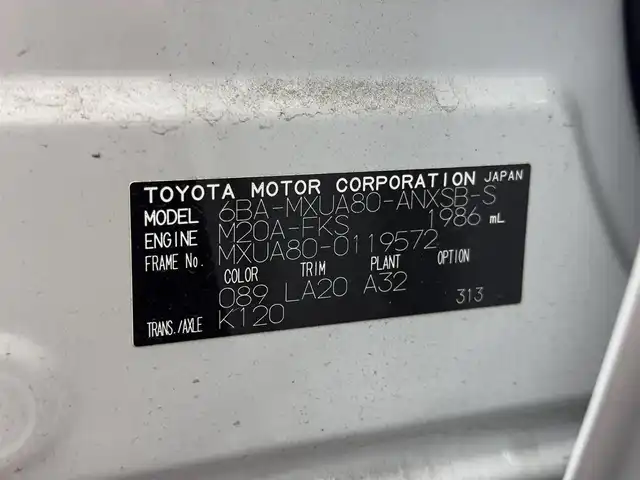 TOYOTA MOTOR CORPORATION JAPAN
MODEL 6BA-MXUA80-ANXSB-S
ENGINE M20A-FKS 1986 mL
FRAME No. MXUA80-0119572
COLOR TRIM PLANT OPTION
089 LA20 A32
TRANS./AXLE K120 313